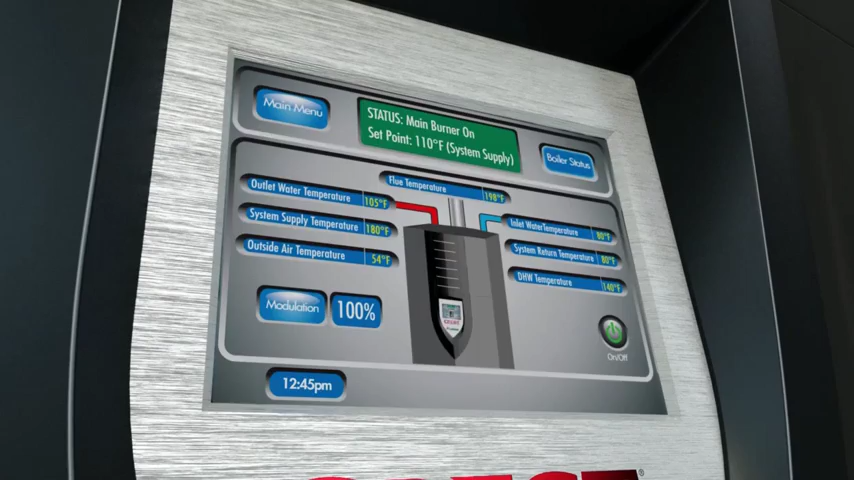 Main Menu
STATUS: Main Burner On
Set Point: 110°F (System Supply)
Boiler Status
Flue Temperature 198°F
Outlet Water Temperature 105°F
System Supply Temperature 180°F
Outside Air Temperature 54°F
Inlet WaterTemperature 80°F
System Return Temperature 80°F
DHW Temperature 140°F
Modulation 100%
CREST
On/Off
12:45pm
CREST®